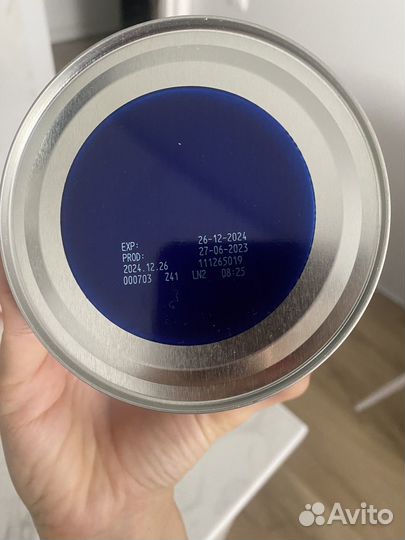 EXP: 26-12-2024
PROD: 27-06-2023
2024.12.26 111265019
000703 Z41 LN2 08:25
Avito